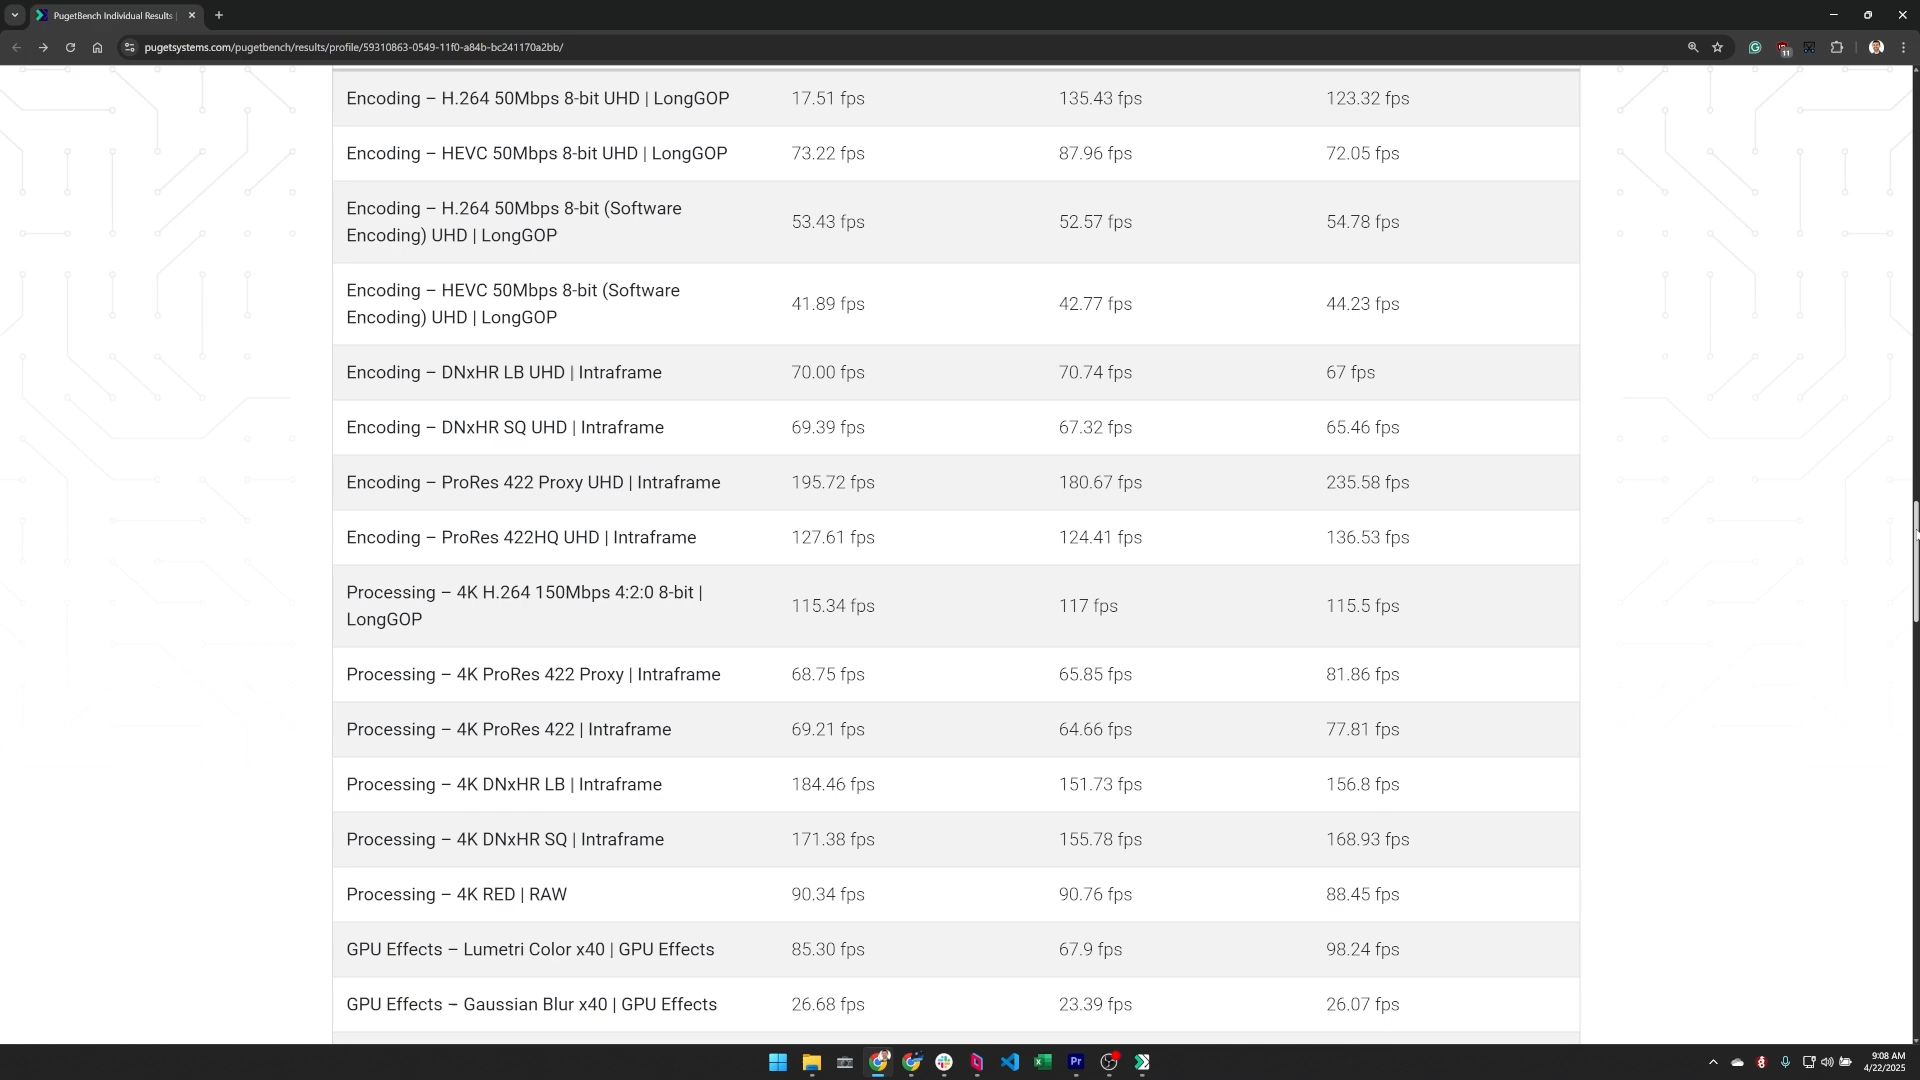 PugetBench Individual Results |
pugetsystems.com/pugetbench/results/profile/59310863-0549-11f0-a84b-bc241170a2bb/
11
Encoding – H.264 50Mbps 8-bit UHD | LongGOP 17.51 fps 135.43 fps 123.32 fps
Encoding – HEVC 50Mbps 8-bit UHD | LongGOP 73.22 fps 87.96 fps 72.05 fps
Encoding – H.264 50Mbps 8-bit (Software
Encoding) UHD | LongGOP 53.43 fps 52.57 fps 54.78 fps
Encoding – HEVC 50Mbps 8-bit (Software
Encoding) UHD | LongGOP 41.89 fps 42.77 fps 44.23 fps
Encoding – DNxHR LB UHD | Intraframe 70.00 fps 70.74 fps 67 fps
Encoding – DNxHR SQ UHD | Intraframe 69.39 fps 67.32 fps 65.46 fps
Encoding – ProRes 422 Proxy UHD | Intraframe 195.72 fps 180.67 fps 235.58 fps
Encoding – ProRes 422HQ UHD | Intraframe 127.61 fps 124.41 fps 136.53 fps
Processing – 4K H.264 150Mbps 4:2:0 8-bit |
LongGOP 115.34 fps 117 fps 115.5 fps
Processing – 4K ProRes 422 Proxy | Intraframe 68.75 fps 65.85 fps 81.86 fps
Processing – 4K ProRes 422 | Intraframe 69.21 fps 64.66 fps 77.81 fps
Processing – 4K DNxHR LB | Intraframe 184.46 fps 151.73 fps 156.8 fps
Processing – 4K DNxHR SQ | Intraframe 171.38 fps 155.78 fps 168.93 fps
Processing – 4K RED | RAW 90.34 fps 90.76 fps 88.45 fps
GPU Effects – Lumetri Color x40 | GPU Effects 85.30 fps 67.9 fps 98.24 fps
GPU Effects – Gaussian Blur x40 | GPU Effects 26.68 fps 23.39 fps 26.07 fps
Pr
9:08 AM
4/22/2025